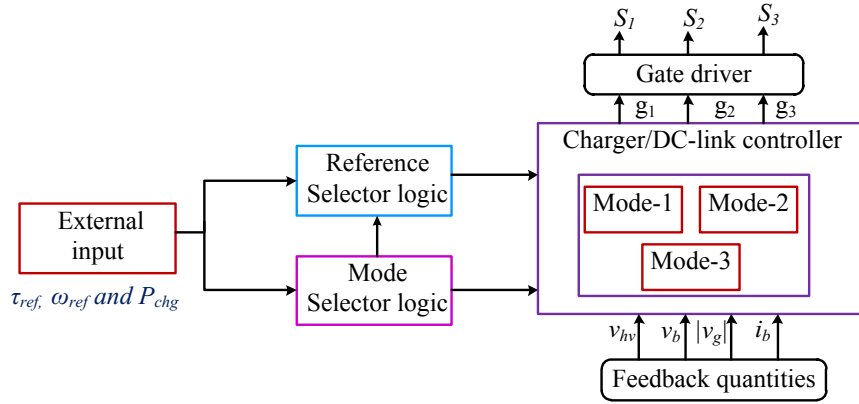 S1 S2 S3
Gate driver
g1 g2 g3
Charger/DC-link controller
Reference
Selector logic
Mode-1 Mode-2
Mode-3
External
input
τref, ωref and Pchg
Mode
Selector logic
vhv vb |vg| ib
Feedback quantities